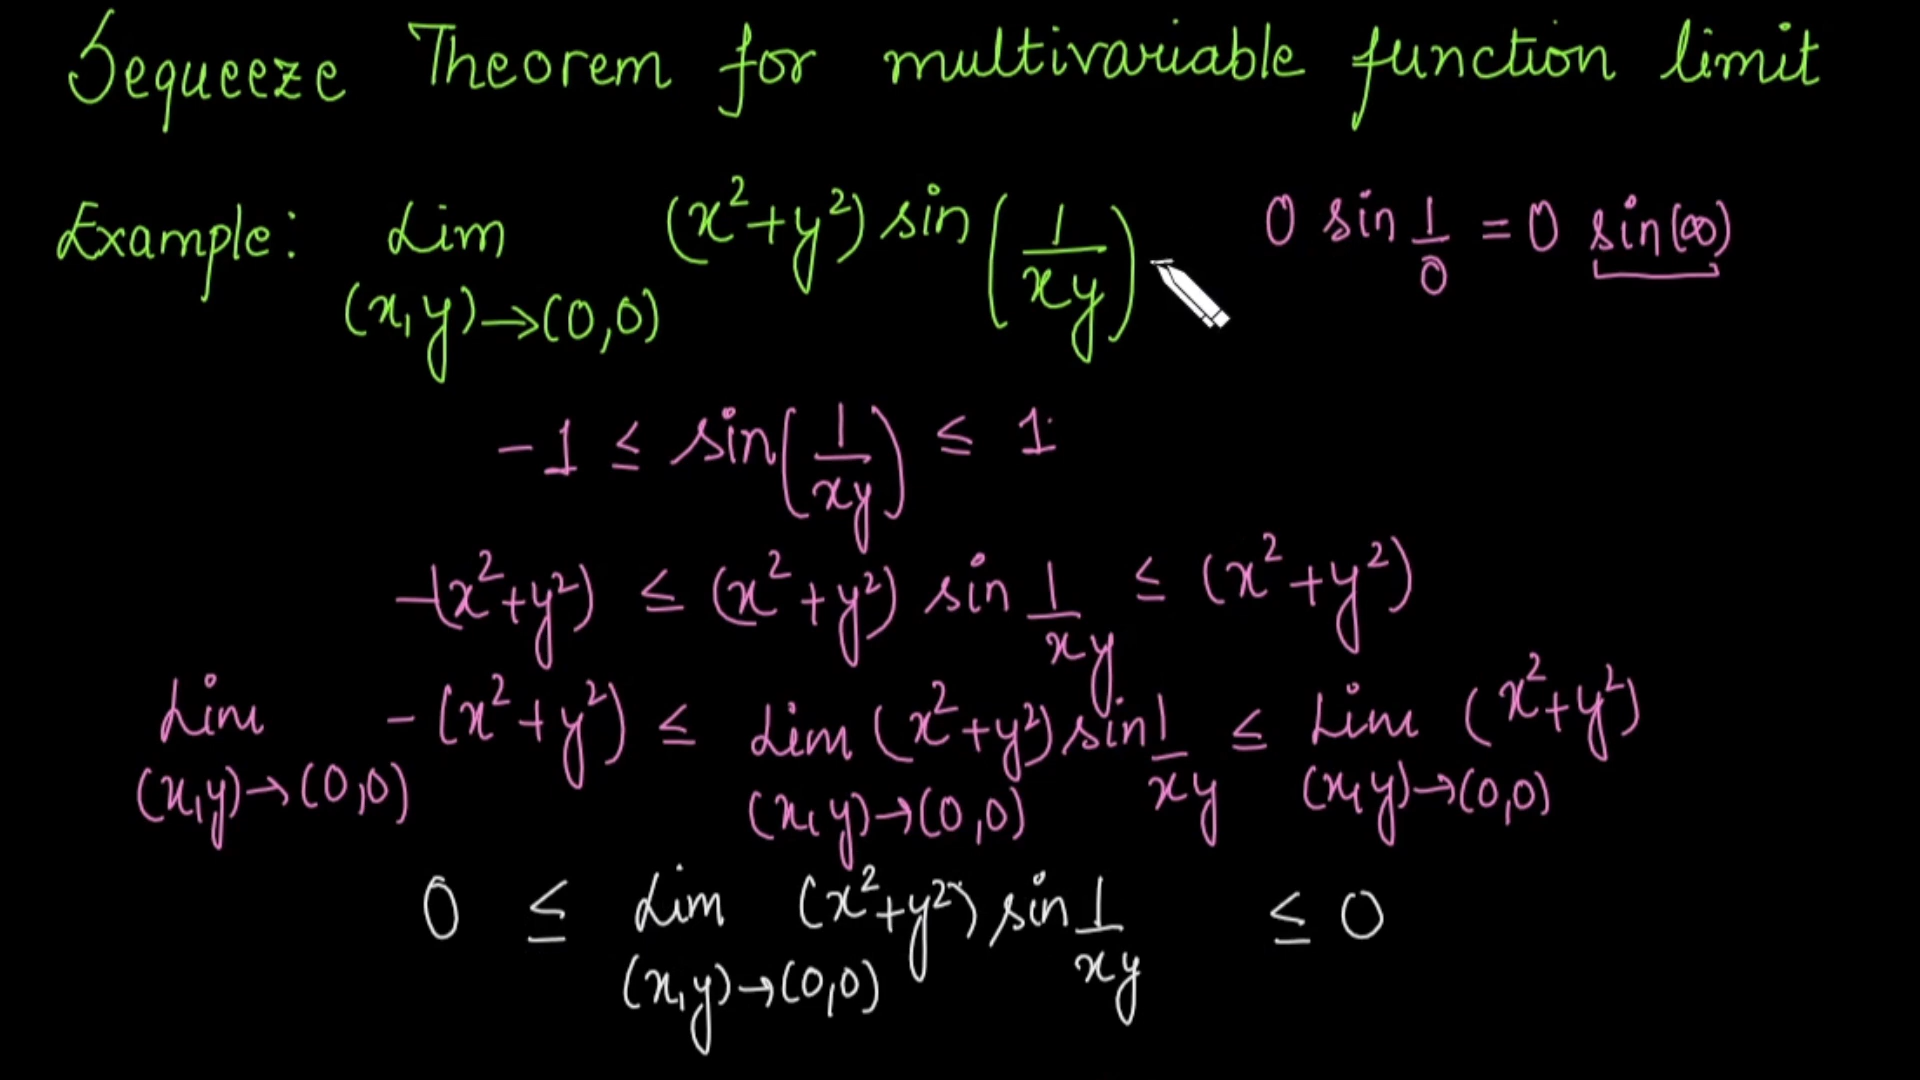 Sequeeze Theorem for multivariable function limit
Example: Lim (x,y)→(0,0) (x²+y²) sin(1/xy) 0 sin 1/0 = 0 sin(∞)
-1 ≤ sin(1/xy) ≤ 1
-(x²+y²) ≤ (x²+y²) sin 1/xy ≤ (x²+y²)
Lim (x,y)→(0,0) -(x²+y²) ≤ Lim (x,y)→(0,0) (x²+y²) sin 1/xy ≤ Lim (x,y)→(0,0) (x²+y²)
0 ≤ Lim (x,y)→(0,0) (x²+y²) sin 1/xy ≤ 0